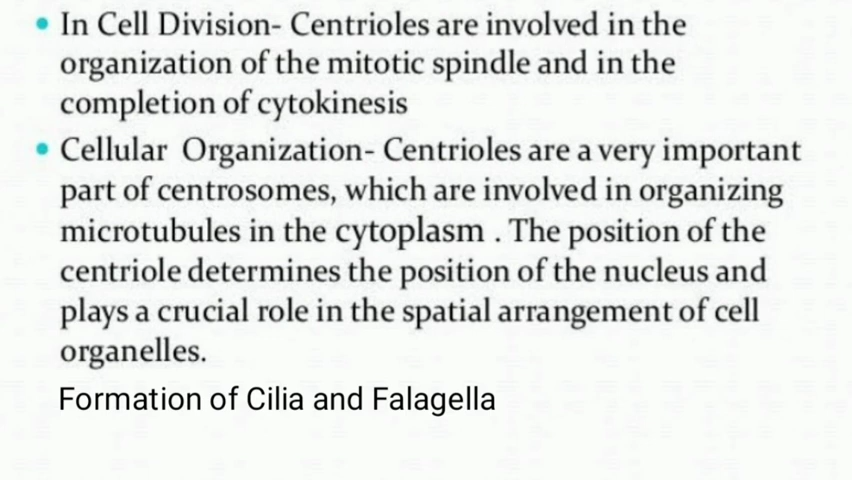 • In Cell Division- Centrioles are involved in the
organization of the mitotic spindle and in the
completion of cytokinesis
• Cellular Organization- Centrioles are a very important
part of centrosomes, which are involved in organizing
microtubules in the cytoplasm . The position of the
centriole determines the position of the nucleus and
plays a crucial role in the spatial arrangement of cell
organelles.
Formation of Cilia and Falagella